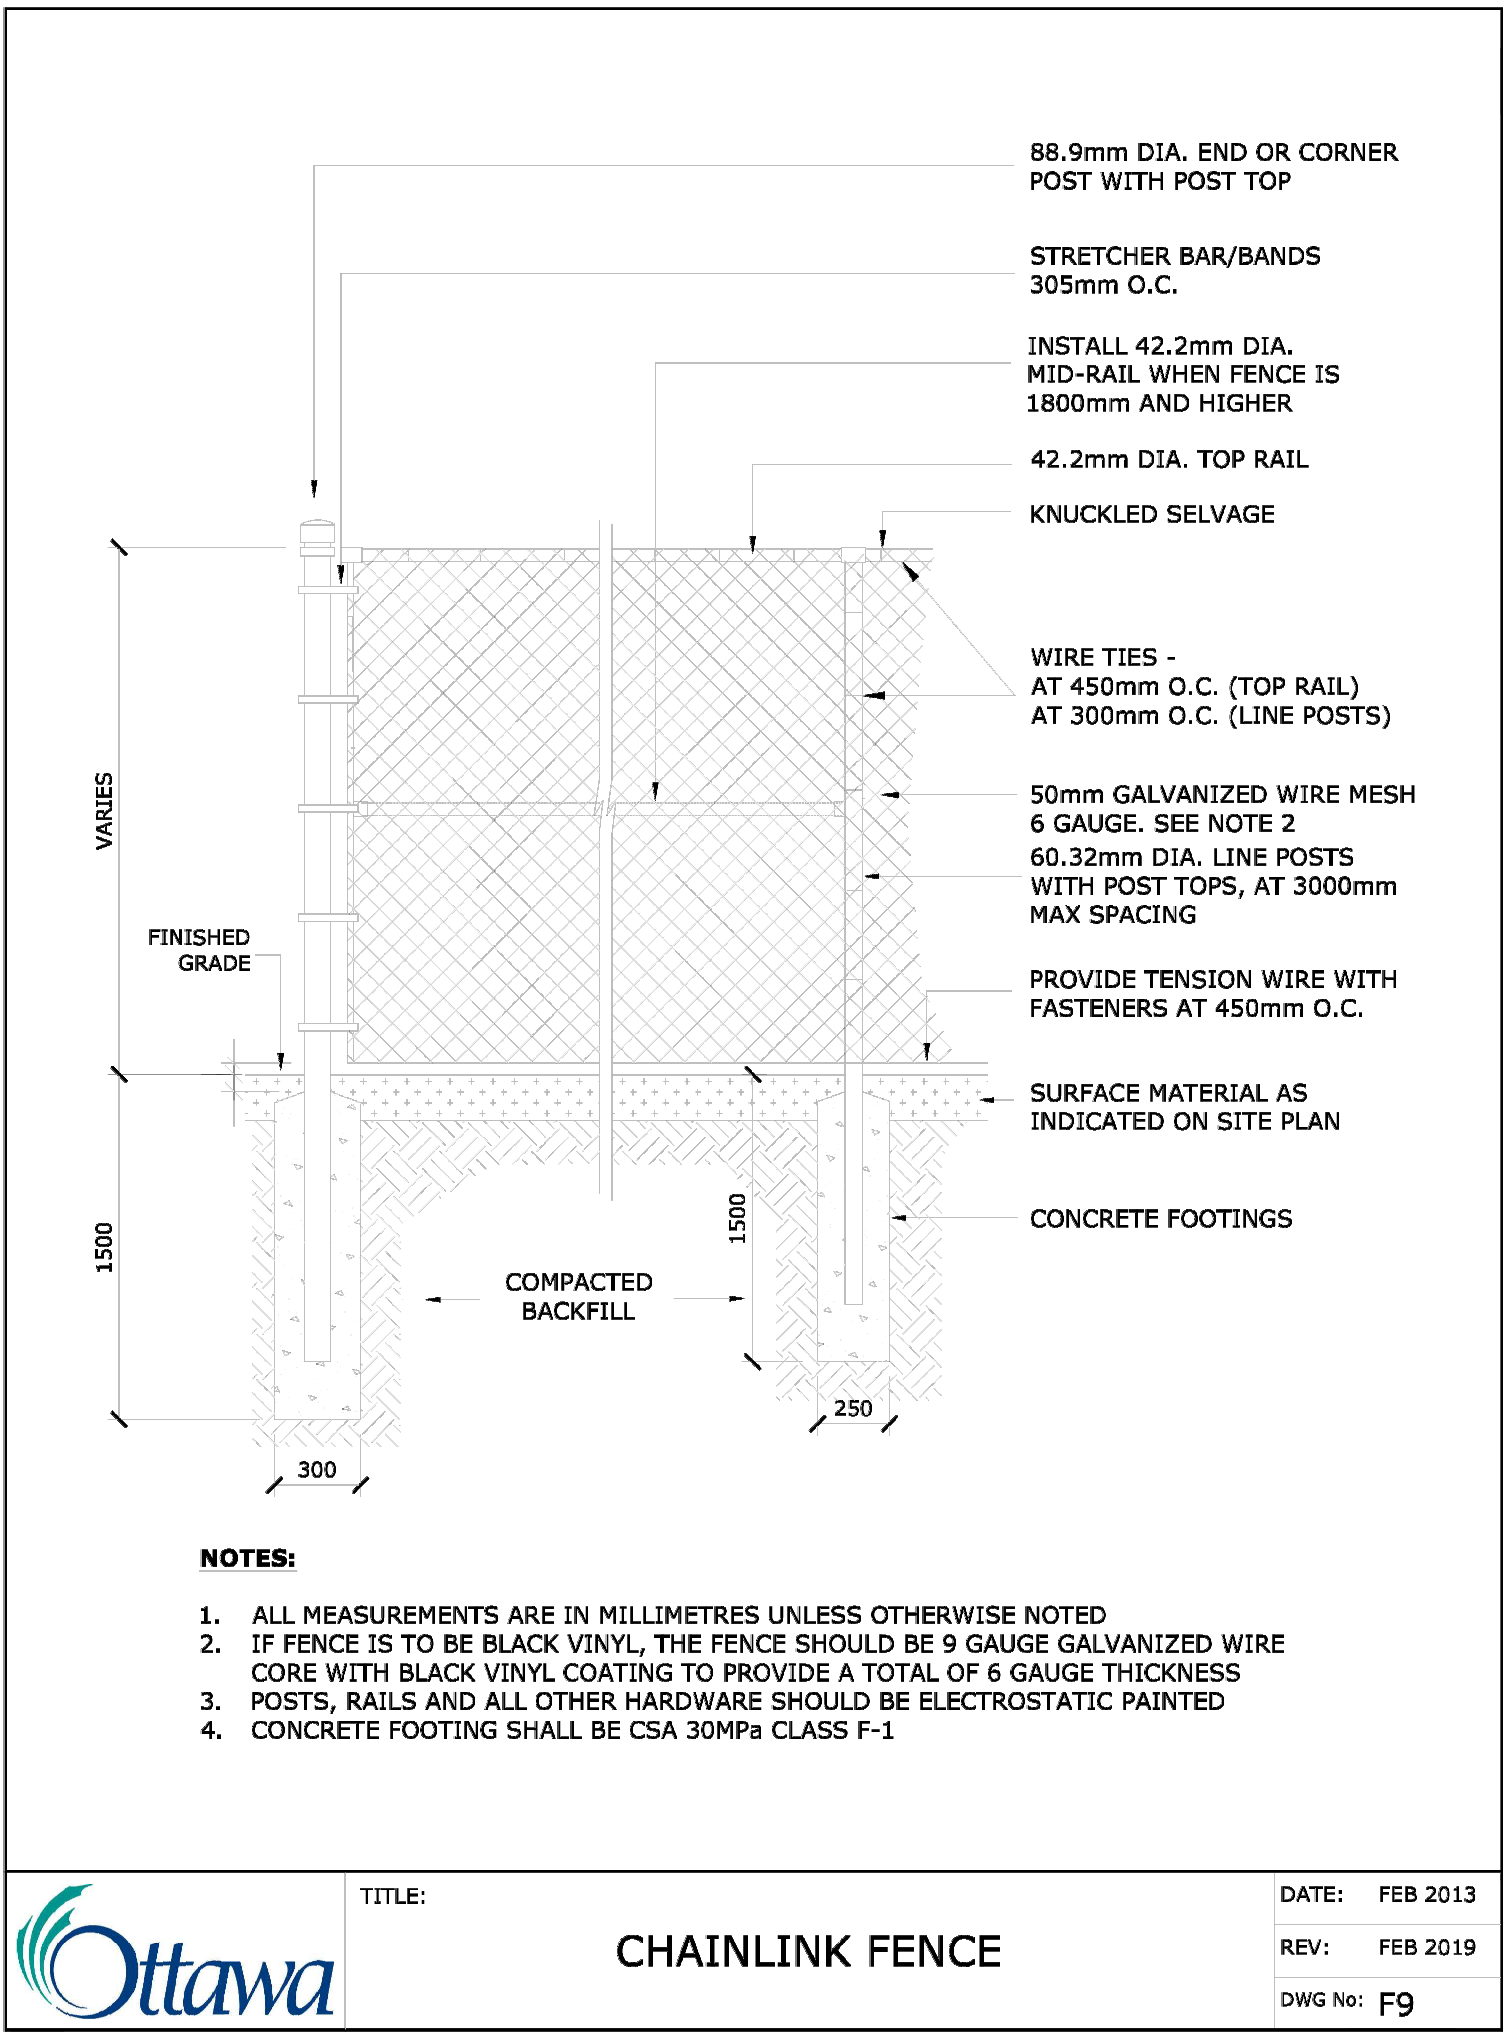 88.9mm DIA. END OR CORNER
POST WITH POST TOP
STRETCHER BAR/BANDS
305mm O.C.
INSTALL 42.2mm DIA.
MID-RAIL WHEN FENCE IS
1800mm AND HIGHER
42.2mm DIA. TOP RAIL
KNUCKLED SELVAGE
WIRE TIES -
AT 450mm O.C. (TOP RAIL)
AT 300mm O.C. (LINE POSTS)
VARIES
50mm GALVANIZED WIRE MESH
6 GAUGE. SEE NOTE 2
60.32mm DIA. LINE POSTS
WITH POST TOPS, AT 3000mm
MAX SPACING
FINISHED
GRADE
PROVIDE TENSION WIRE WITH
FASTENERS AT 450mm O.C.
SURFACE MATERIAL AS
INDICATED ON SITE PLAN
1500
1500
CONCRETE FOOTINGS
COMPACTED
BACKFILL
250
300
NOTES:
1. ALL MEASUREMENTS ARE IN MILLIMETRES UNLESS OTHERWISE NOTED
2. IF FENCE IS TO BE BLACK VINYL, THE FENCE SHOULD BE 9 GAUGE GALVANIZED WIRE
CORE WITH BLACK VINYL COATING TO PROVIDE A TOTAL OF 6 GAUGE THICKNESS
3. POSTS, RAILS AND ALL OTHER HARDWARE SHOULD BE ELECTROSTATIC PAINTED
4. CONCRETE FOOTING SHALL BE CSA 30MPa CLASS F-1
Ottawa
TITLE:
CHAINLINK FENCE
DATE: FEB 2013
REV: FEB 2019
DWG No: F9